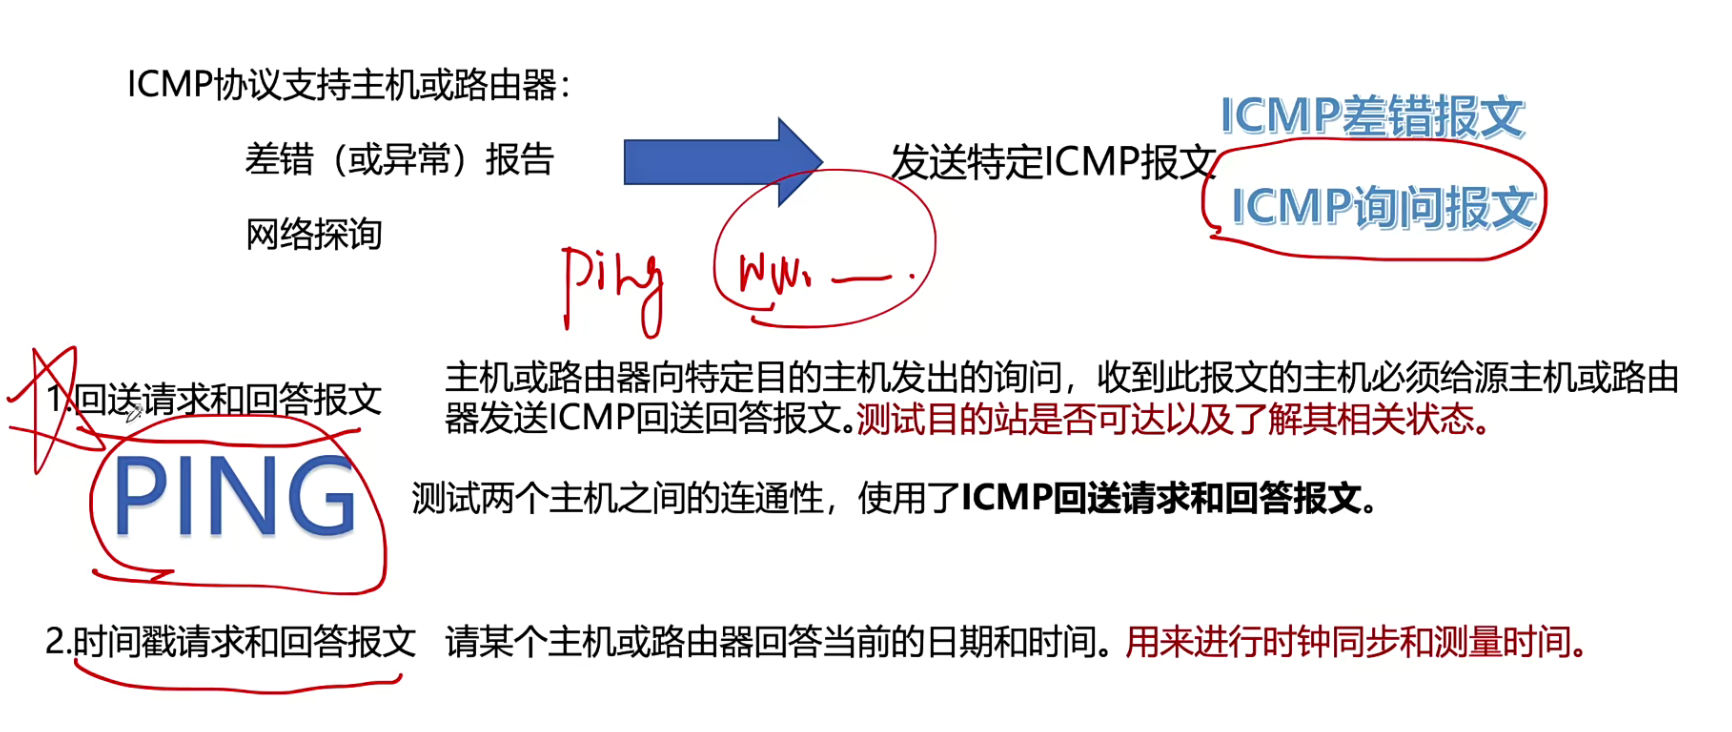 ICMP协议支持主机或路由器：
差错（或异常）报告
网络探询
发送特定ICMP报文
ICMP差错报文
ICMP询问报文
ping ww. — .
1.回送请求和回答报文
主机或路由器向特定目的主机发出的询问，收到此报文的主机必须给源主机或路由
器发送ICMP回送回答报文。测试目的站是否可达以及了解其相关状态。
PING
测试两个主机之间的连通性，使用了ICMP回送请求和回答报文。
2.时间戳请求和回答报文
请某个主机或路由器回答当前的日期和时间。用来进行时钟同步和测量时间。